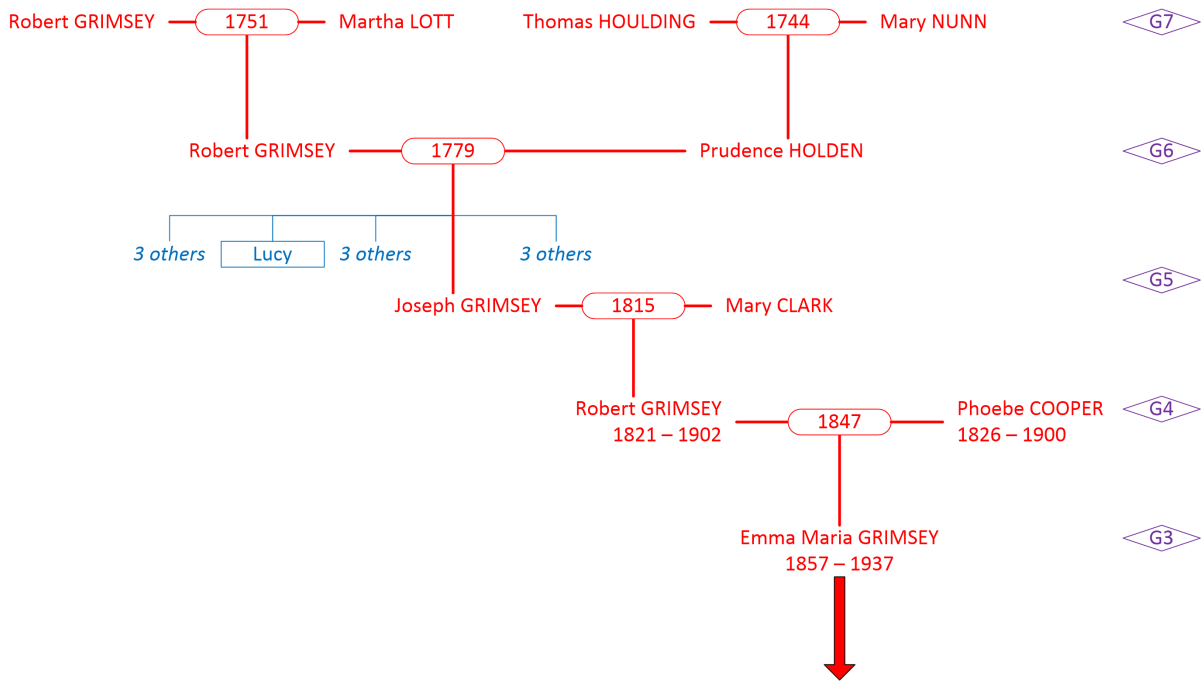 Robert GRIMSEY 1751 Martha LOTT Thomas HOULDING 1744 Mary NUNN G7
Robert GRIMSEY 1779 Prudence HOLDEN G6
3 others Lucy 3 others 3 others
G5
Joseph GRIMSEY 1815 Mary CLARK
Robert GRIMSEY Phoebe COOPER G4
1847
1821 – 1902 1826 – 1900
Emma Maria GRIMSEY G3
1857 – 1937